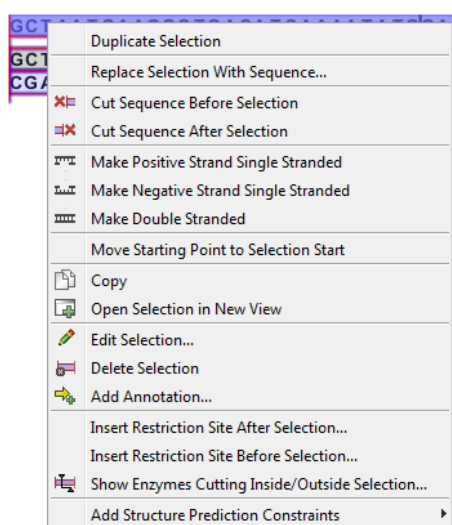 GCT
Duplicate Selection
GCT
Replace Selection With Sequence...
CGA
Cut Sequence Before Selection
Cut Sequence After Selection
Make Positive Strand Single Stranded
Make Negative Strand Single Stranded
Make Double Stranded
Move Starting Point to Selection Start
Copy
Open Selection in New View
Edit Selection...
Delete Selection
Add Annotation...
Insert Restriction Site After Selection...
Insert Restriction Site Before Selection...
Show Enzymes Cutting Inside/Outside Selection...
Add Structure Prediction Constraints